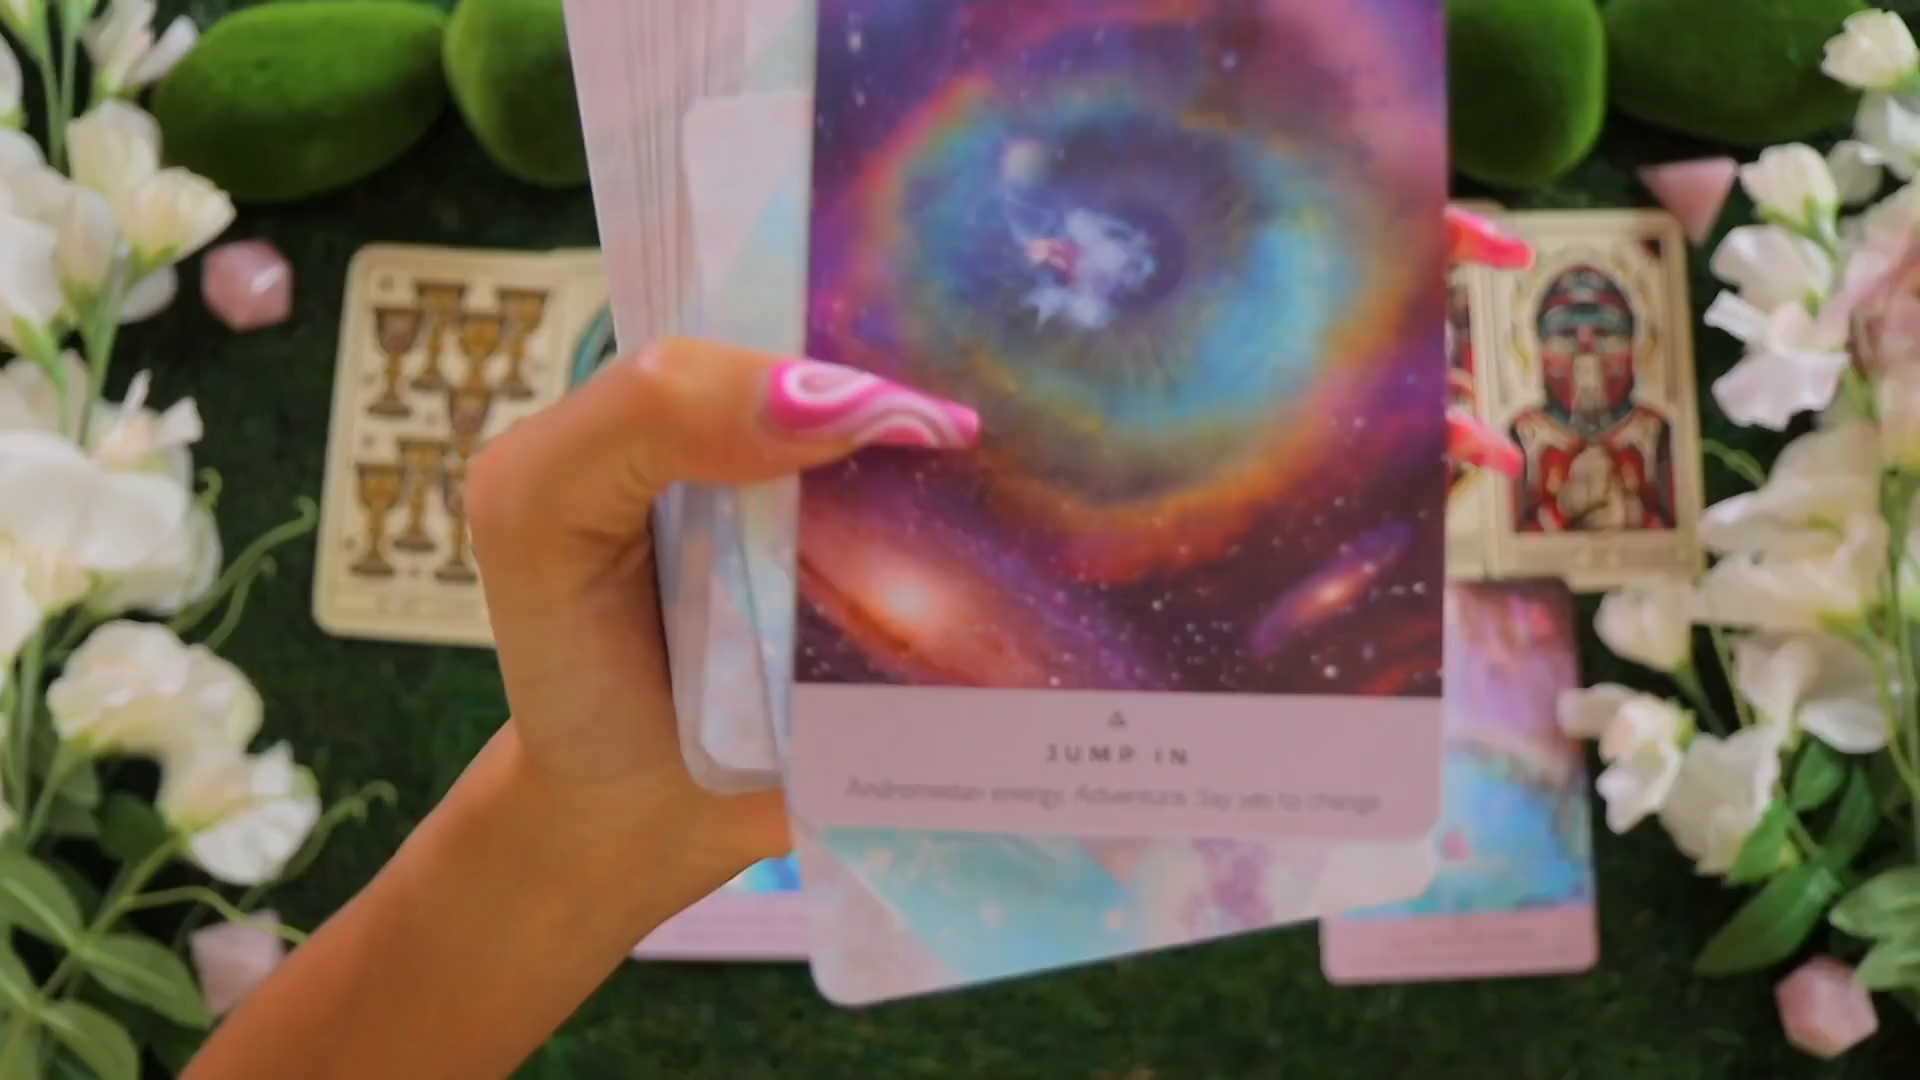 JUMP IN
Andromedan energy. Adventure. Say yes to change.